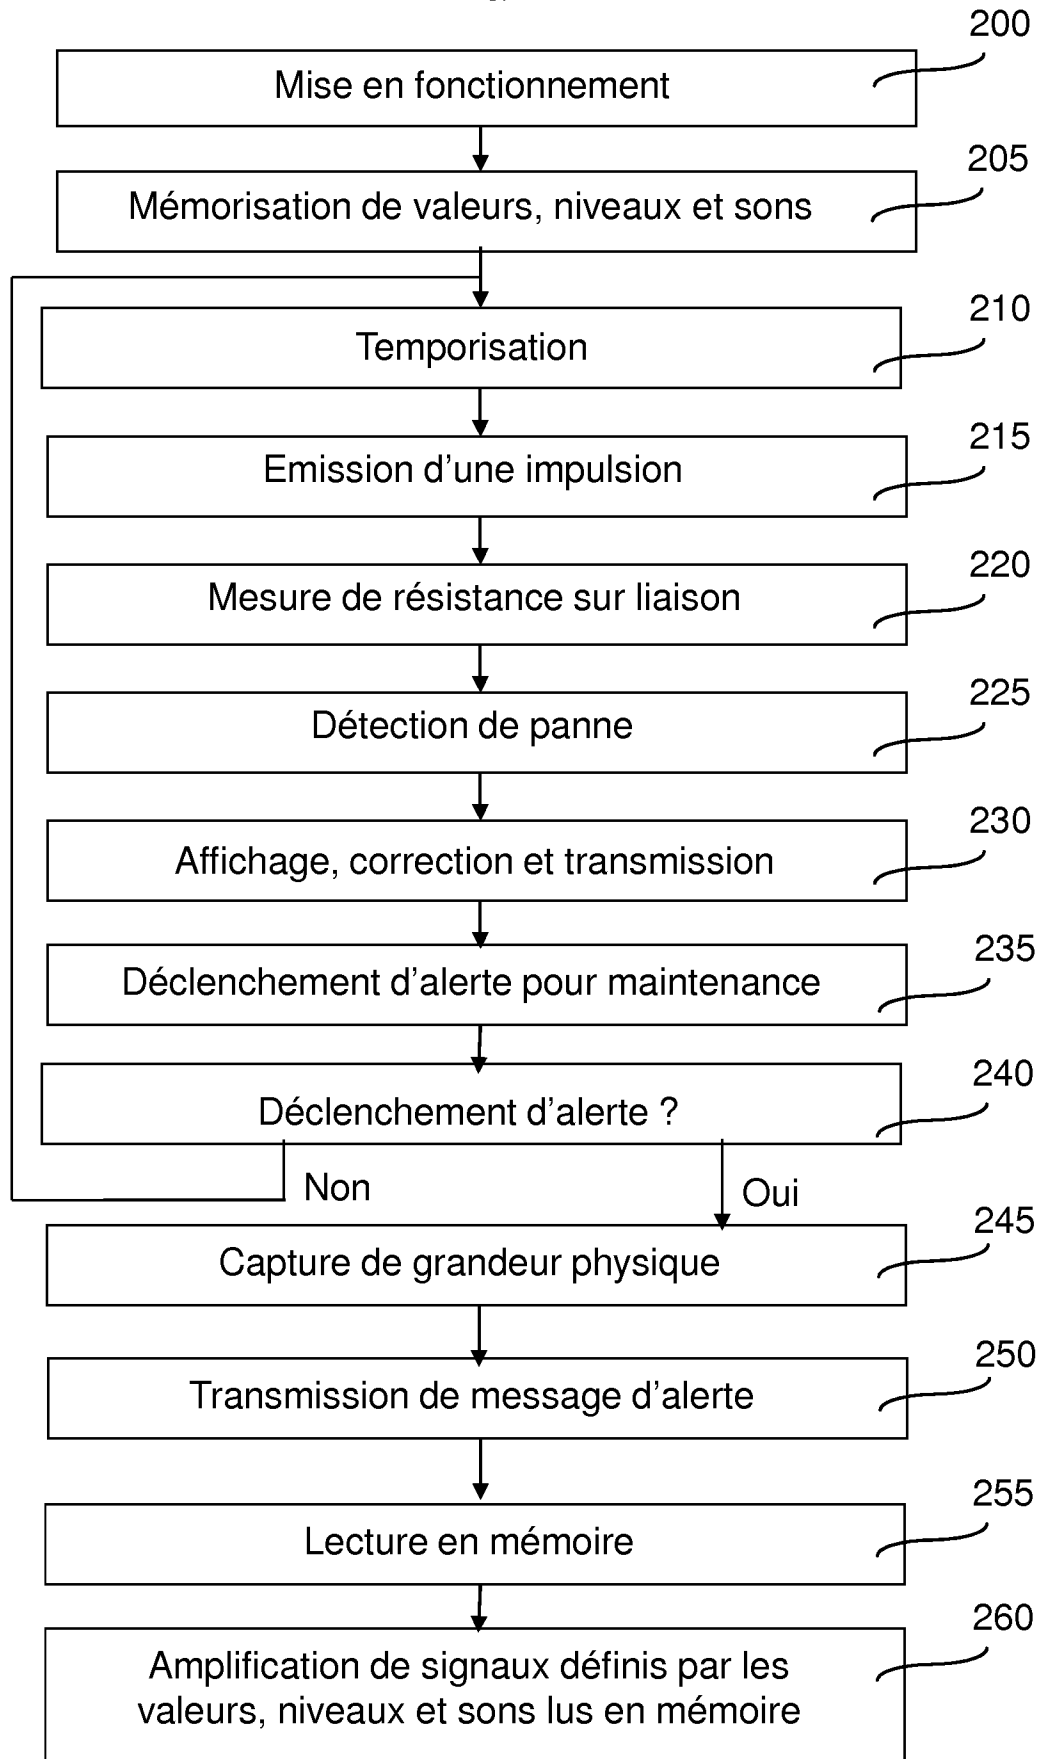 200
Mise en fonctionnement
205
Mémorisation de valeurs, niveaux et sons
210
Temporisation
215
Emission d'une impulsion
220
Mesure de résistance sur liaison
225
Détection de panne
230
Affichage, correction et transmission
235
Déclenchement d'alerte pour maintenance
240
Déclenchement d'alerte ?
Non
Oui
245
Capture de grandeur physique
250
Transmission de message d'alerte
255
Lecture en mémoire
260
Amplification de signaux définis par les
valeurs, niveaux et sons lus en mémoire